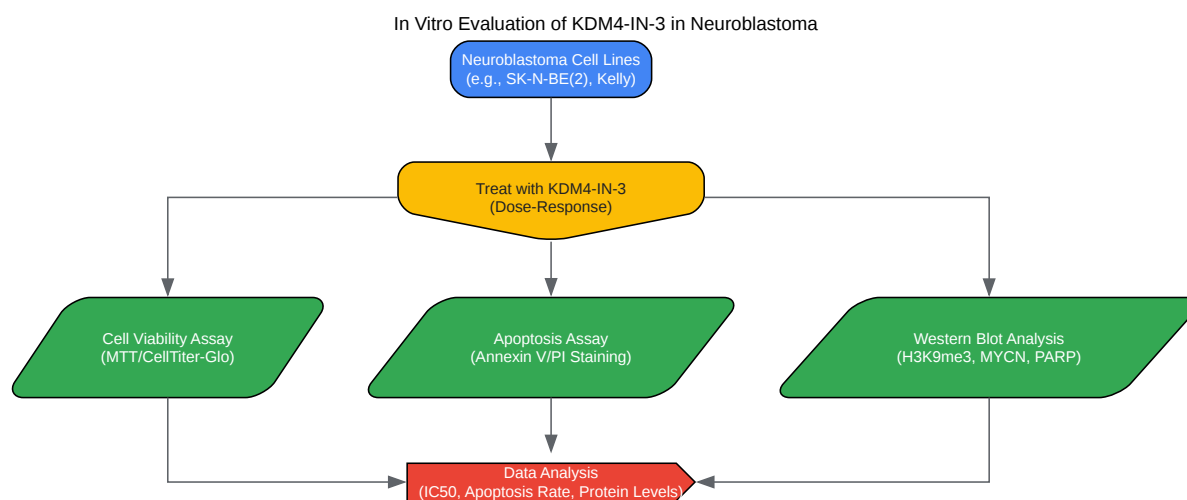 In Vitro Evaluation of KDM4-IN-3 in Neuroblastoma
Neuroblastoma Cell Lines
(e.g., SK-N-BE(2), Kelly)
Treat with KDM4-IN-3
(Dose-Response)
Cell Viability Assay
(MTT/CellTiter-Glo)
Apoptosis Assay
(Annexin V/PI Staining)
Western Blot Analysis
(H3K9me3, MYCN, PARP)
Data Analysis
(IC50, Apoptosis Rate, Protein Levels)